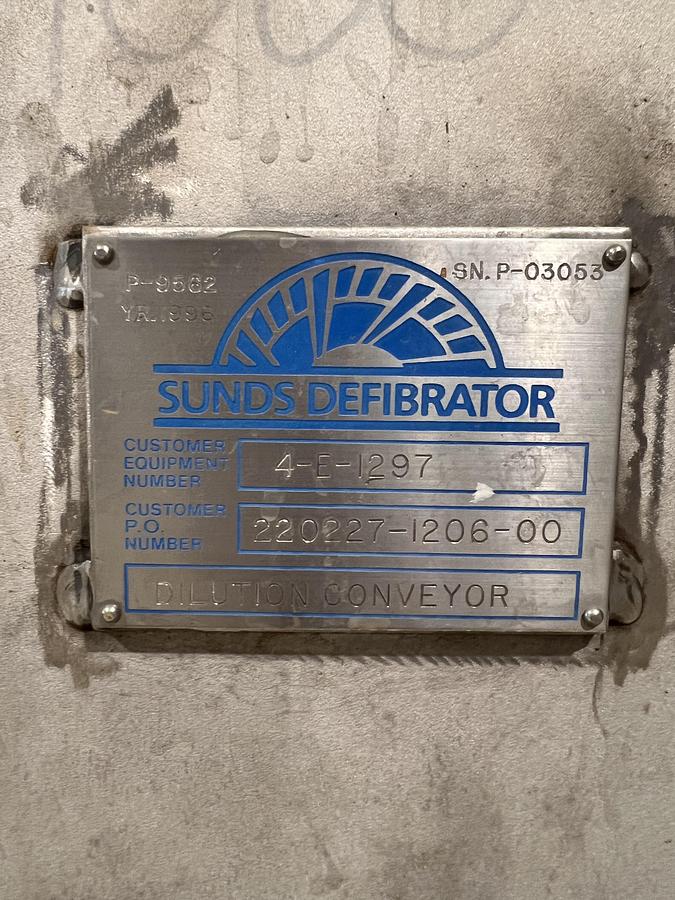 P-9562 SN. P-03053
YR. 1996
SUNDS DEFIBRATOR
CUSTOMER
EQUIPMENT 4-E-1297
NUMBER
CUSTOMER
P.O. 220227-1206-00
NUMBER
DILUTION CONVEYOR